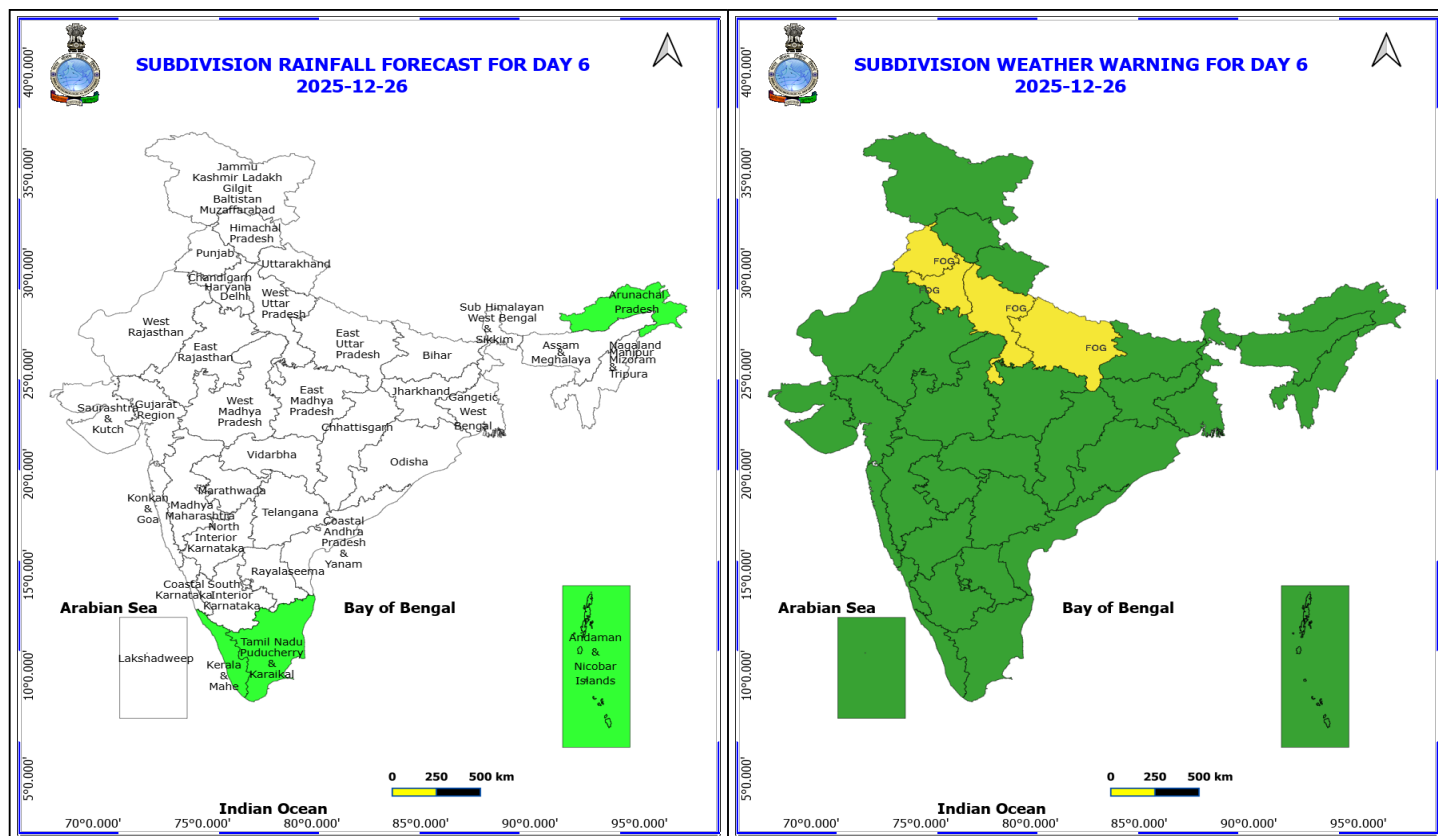 SUBDIVISION RAINFALL FORECAST FOR DAY 6
2025-12-26
40°0.000'
35°0.000'
30°0.000'
25°0.000'
20°0.000'
15°0.000'
10°0.000'
5°0.000'
Jammu
Kashmir Ladakh
Gilgit
Baltistan
Muzaffarabad
Himachal
Pradesh
Punjab
Uttarakhand
Chandigarh
Haryana
Delhi
West
Uttar
Pradesh
Arunachal
Pradesh
Sub Himalayan
West Bengal
&
Sikkim
West
Rajasthan
East
Rajasthan
East
Uttar
Pradesh
Bihar
Assam
&
Meghalaya
Nagaland
Manipur
Mizoram
&
Tripura
Saurashtra
&
Kutch
Gujarat
Region
West
Madhya
Pradesh
East
Madhya
Pradesh
Jharkhand
Gangetic
West
Bengal
Chhattisgarh
Vidarbha
Odisha
Konkan
&
Goa
Marathwada
Madhya
Maharashtra
Telangana
North
Interior
Karnataka
Coastal
Andhra
Pradesh
&
Yanam
Rayalaseema
Coastal
Karnataka
South
Interior
Karnataka
Arabian Sea
Bay of Bengal
Lakshadweep
Kerala
&
Mahe
Tamil Nadu
Puducherry
&
Karaikal
Andaman
&
Nicobar
Islands
0 250 500 km
Indian Ocean
70°0.000' 75°0.000' 80°0.000' 85°0.000' 90°0.000' 95°0.000'
SUBDIVISION WEATHER WARNING FOR DAY 6
2025-12-26
40°0.000'
35°0.000'
30°0.000'
25°0.000'
20°0.000'
15°0.000'
10°0.000'
5°0.000'
FOG
FOG
FOG
FOG
Arabian Sea
Bay of Bengal
0 250 500 km
Indian Ocean
70°0.000' 75°0.000' 80°0.000' 85°0.000' 90°0.000' 95°0.000'